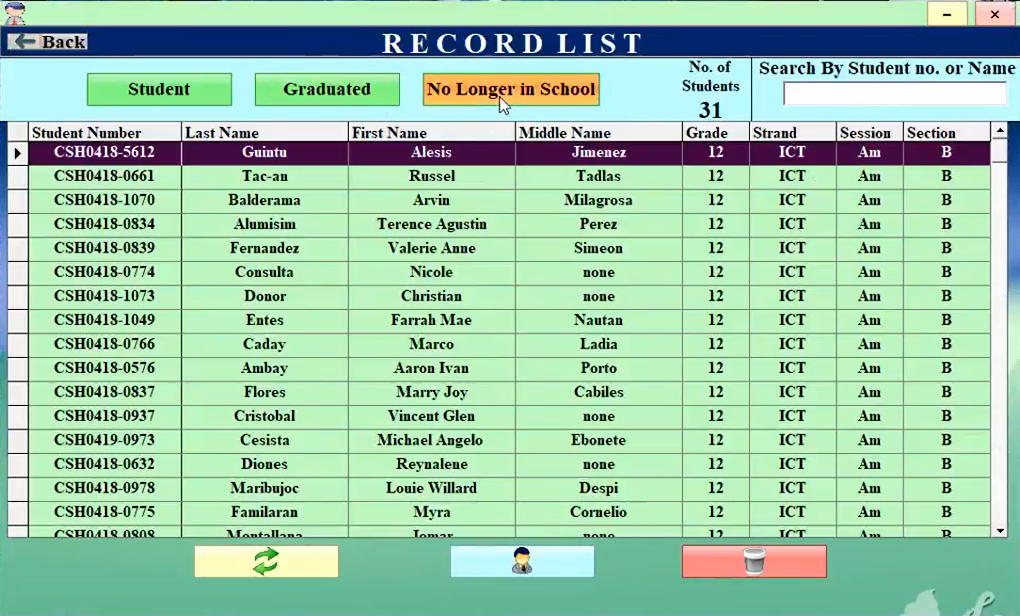 Back
RECORD LIST
Student
Graduated
No Longer in School
No. of
Students
31
Search By Student no. or Name
Student Number Last Name First Name Middle Name Grade Strand Session Section
CSH0418-5612 Guintu Alesis Jimenez 12 ICT Am B
CSH0418-0661 Tac-an Russel Tadlas 12 ICT Am B
CSH0418-1070 Balderama Arvin Milagrosa 12 ICT Am B
CSH0418-0834 Alumisim Terence Agustin Perez 12 ICT Am B
CSH0418-0839 Fernandez Valerie Anne Simeon 12 ICT Am B
CSH0418-0774 Consulta Nicole none 12 ICT Am B
CSH0418-1073 Donor Christian none 12 ICT Am B
CSH0418-1049 Entes Farrah Mae Nautan 12 ICT Am B
CSH0418-0766 Caday Marco Ladia 12 ICT Am B
CSH0418-0576 Ambay Aaron Ivan Porto 12 ICT Am B
CSH0418-0837 Flores Marry Joy Cabiles 12 ICT Am B
CSH0418-0937 Cristobal Vincent Glen none 12 ICT Am B
CSH0419-0973 Cesista Michael Angelo Ebonete 12 ICT Am B
CSH0418-0632 Diones Reynalene none 12 ICT Am B
CSH0418-0978 Maribujoc Louie Willard Despi 12 ICT Am B
CSH0418-0775 Familaran Myra Cornelio 12 ICT Am B
CSH0418-0808 Montallana Jomar none 12 ICT Am B